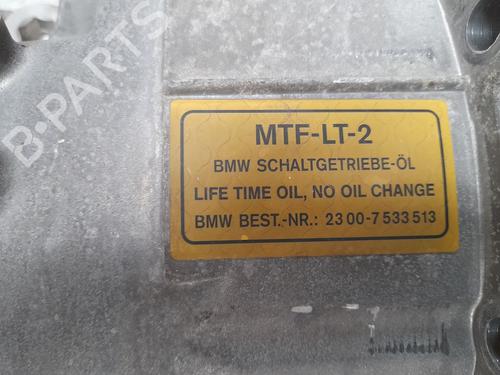 B-PARTS
MTF-LT-2
BMW SCHALTGETRIEBE-ÖL
LIFE TIME OIL, NO OIL CHANGE
BMW BEST.-NR.: 23 00-7 533 513